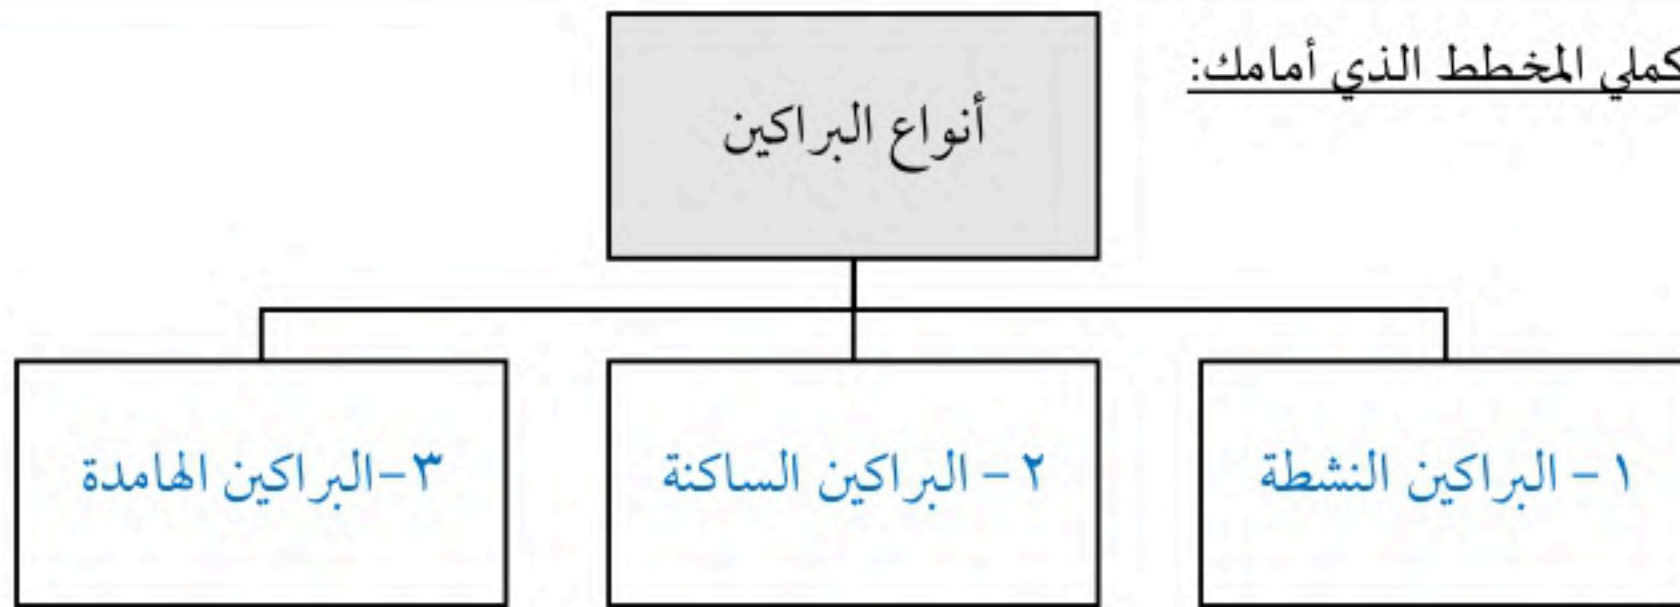 كملي المخطط الذي أمامك:
أنواع البراكين
١ - البراكين النشطة
٢ - البراكين الساكنة
٣-البراكين الهامدة